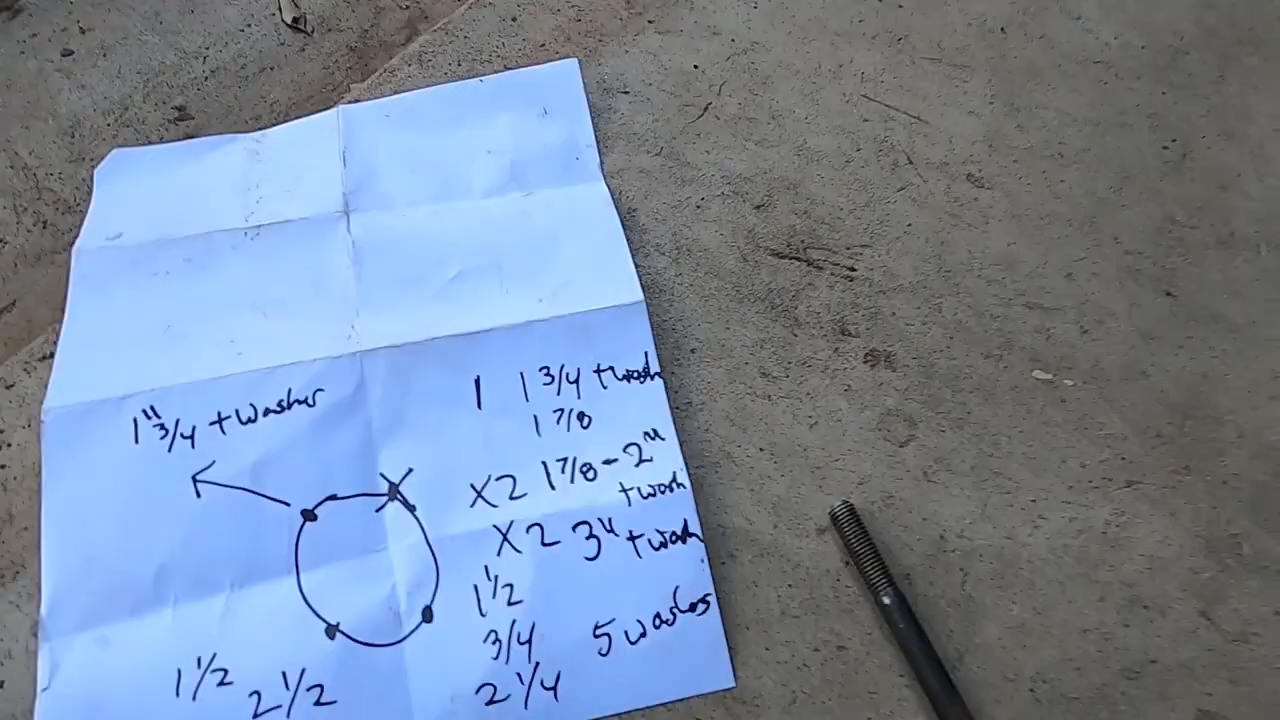 1" 3/4 + washer
1 1 3/4 + wash
1 7/8
X2 1 7/8 - 2"
+ wash
X2 3" + wash
1 1/2
3/4 5 washes
2 1/4
1 1/2
2 1/2